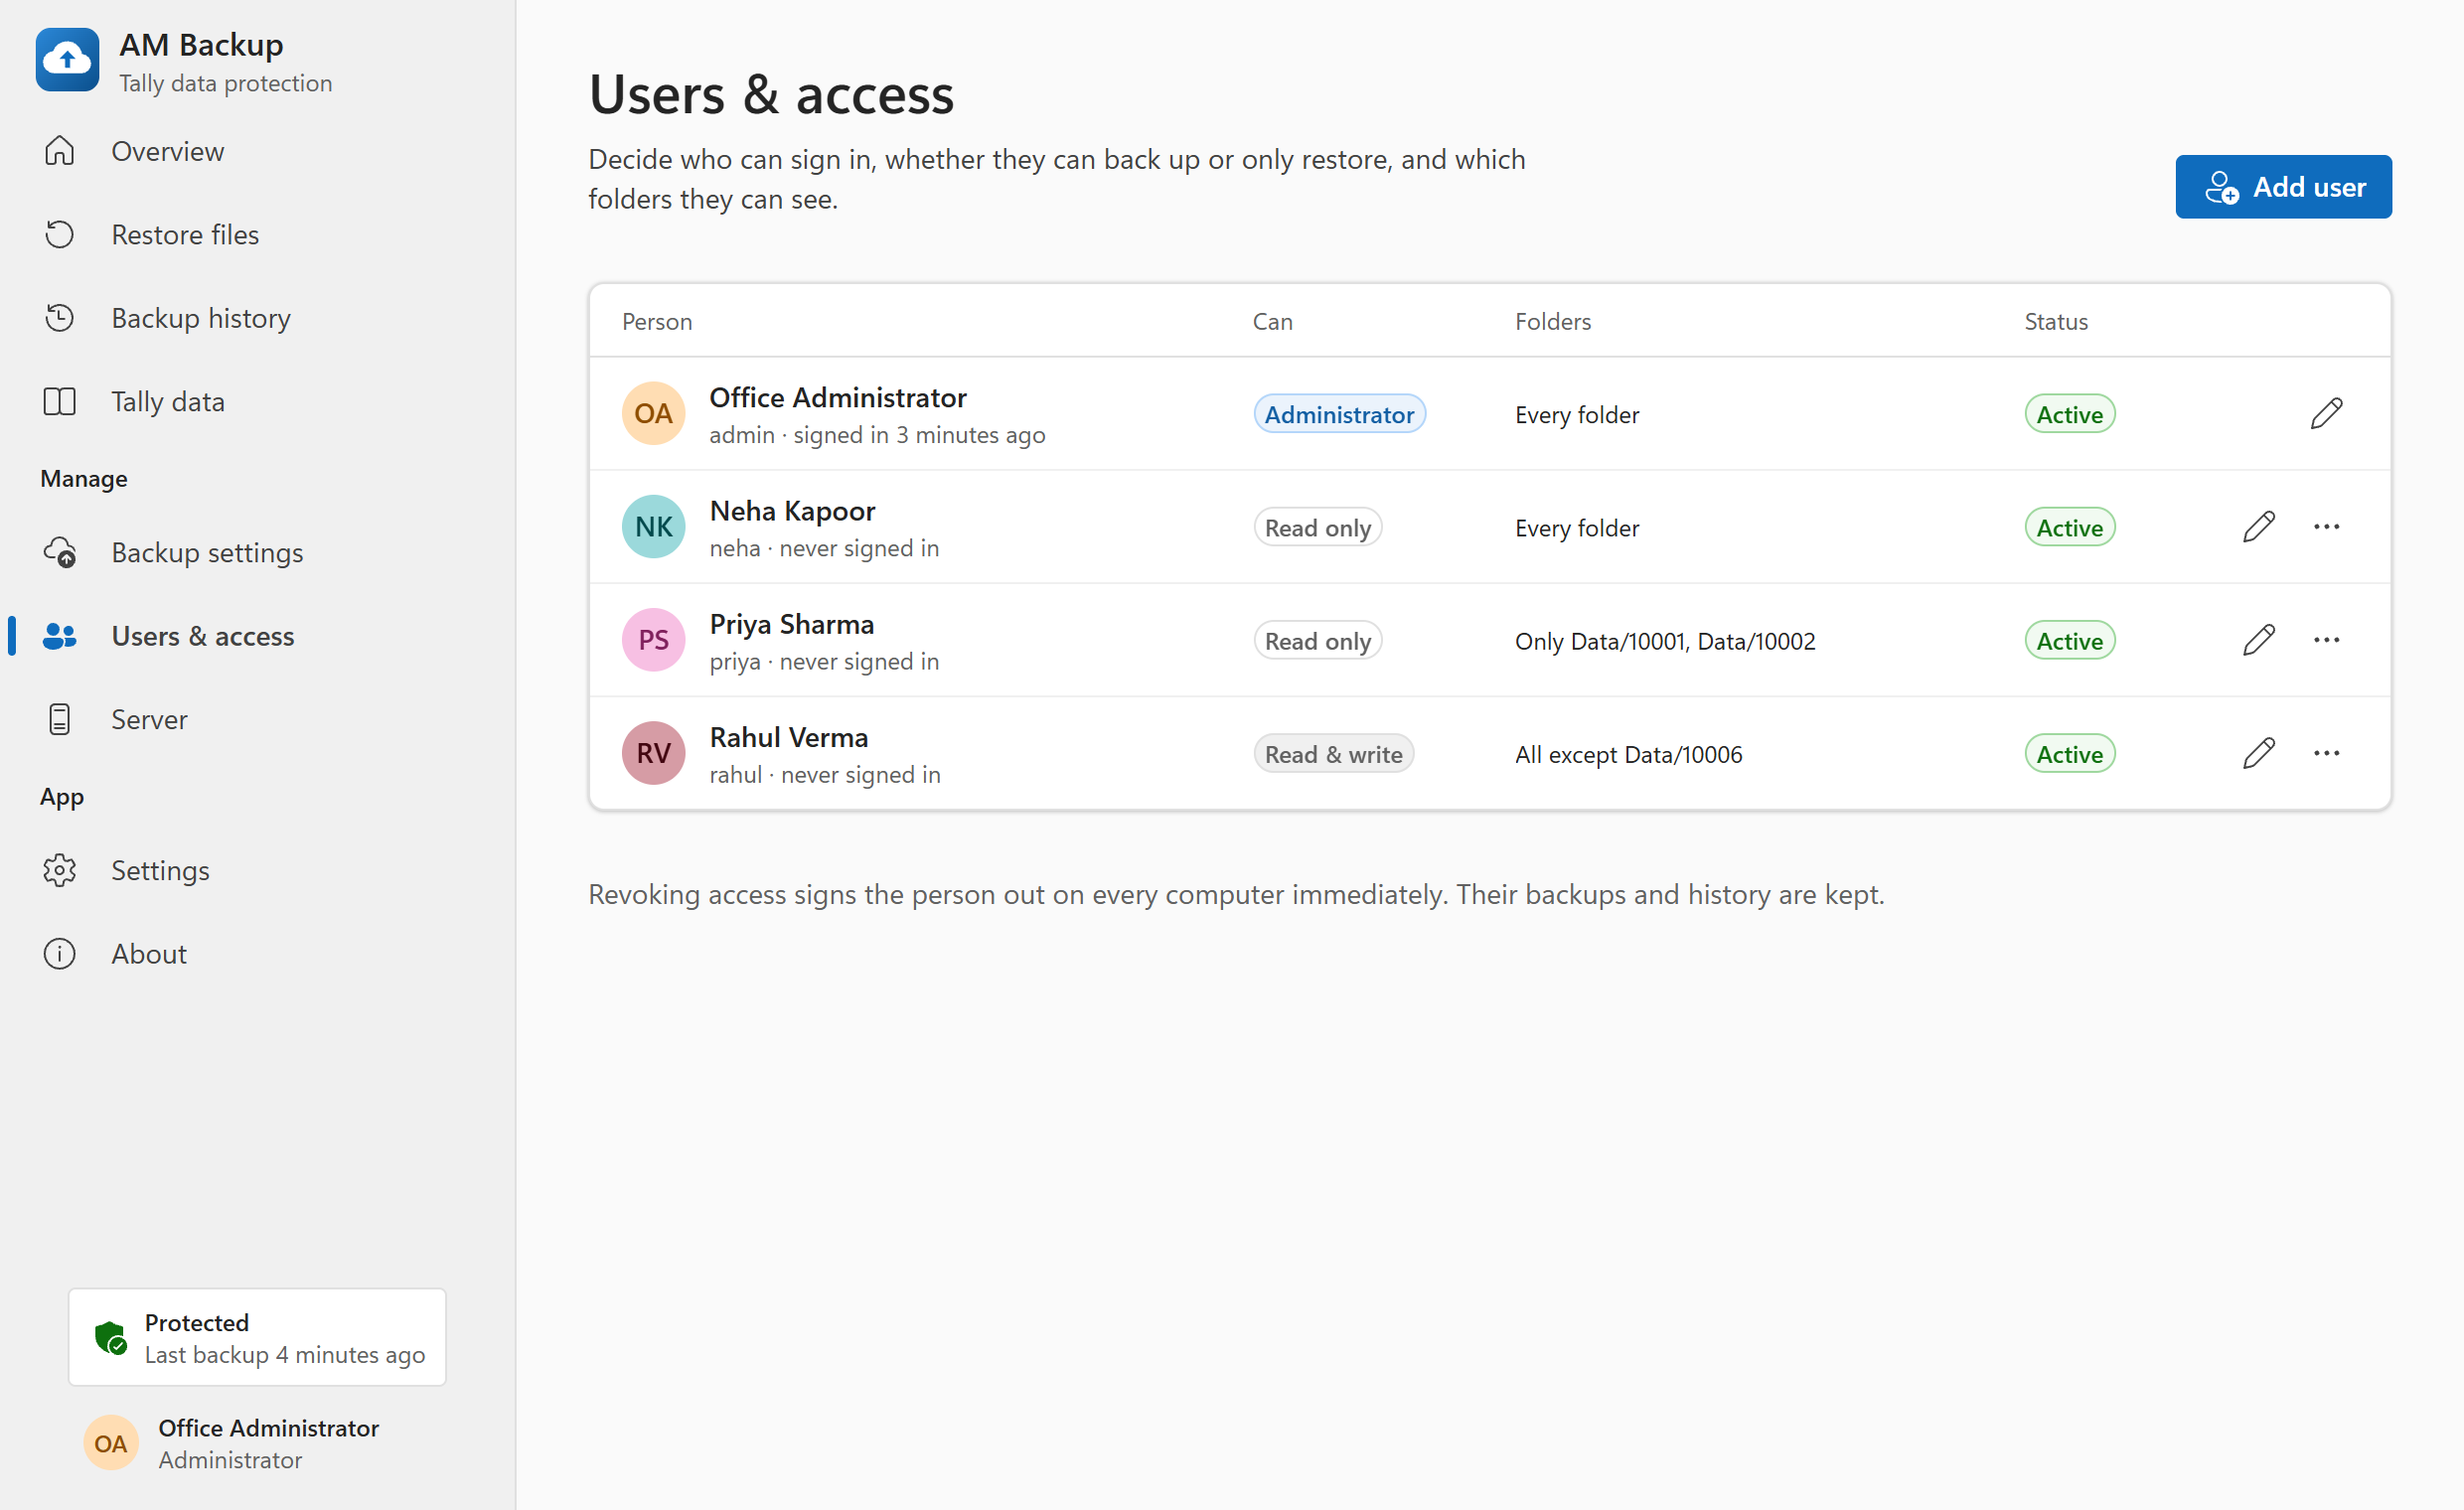 AM Backup
Tally data protection
Overview
Restore files
Backup history
Tally data
Manage
Backup settings
Users & access
Server
App
Settings
About
Protected
Last backup 4 minutes ago
OA
Office Administrator
Administrator
Users & access
Decide who can sign in, whether they can back up or only restore, and which
folders they can see.
Add user
Person Can Folders Status
OA
Office Administrator
admin · signed in 3 minutes ago
Administrator
Every folder
Active
NK
Neha Kapoor
neha · never signed in
Read only
Every folder
Active
PS
Priya Sharma
priya · never signed in
Read only
Only Data/10001, Data/10002
Active
RV
Rahul Verma
rahul · never signed in
Read & write
All except Data/10006
Active
Revoking access signs the person out on every computer immediately. Their backups and history are kept.